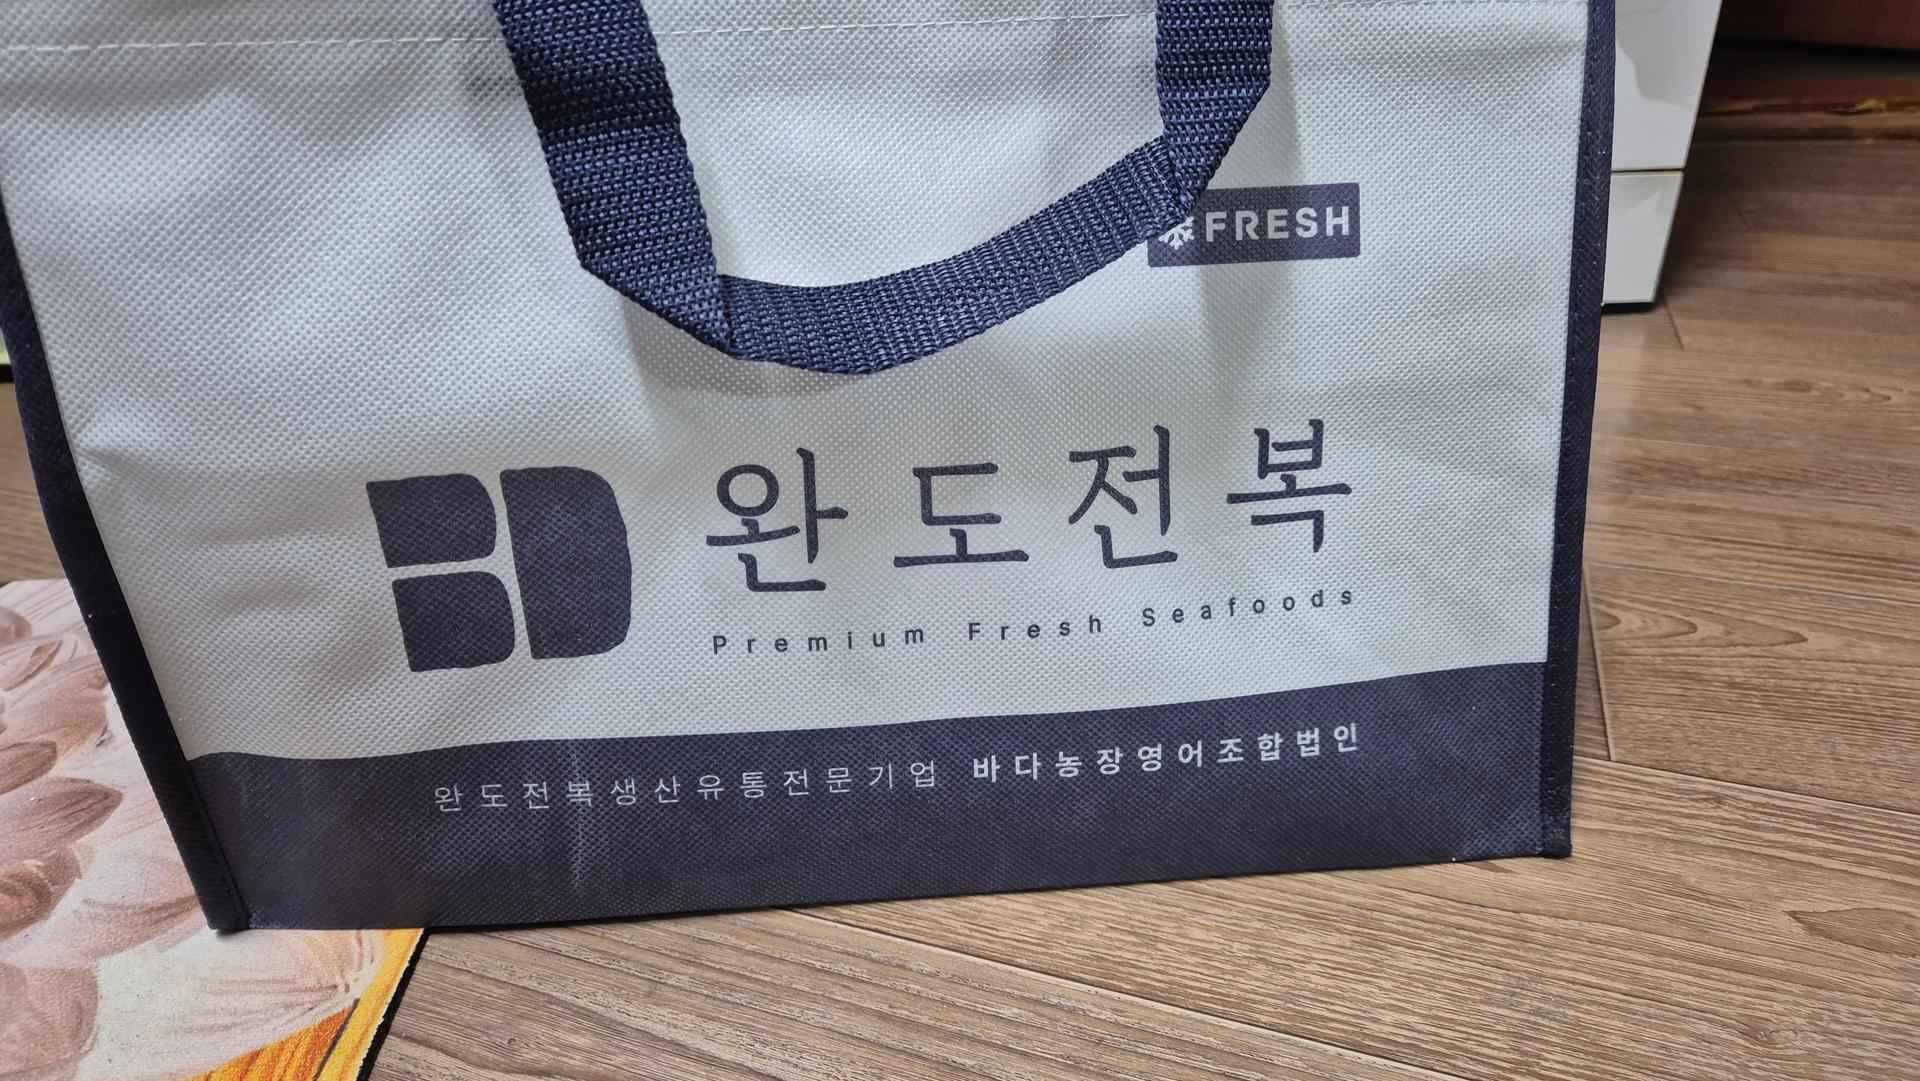 FRESH
BD
완도전복
Premium Fresh Seafoods
완도전복생산유통전문기업 바다농장영어조합법인